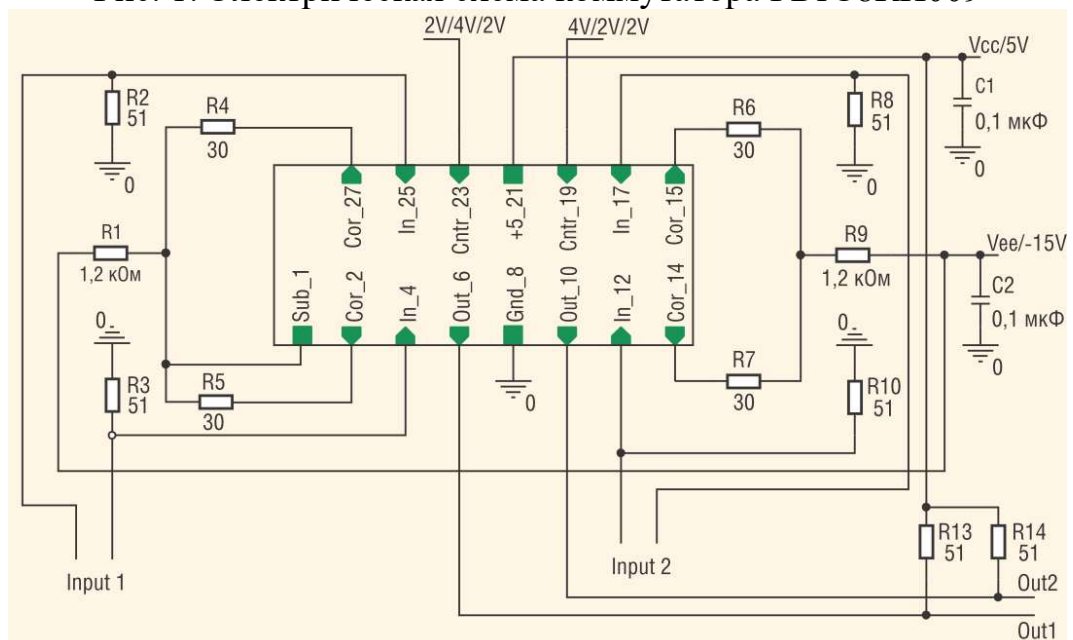 2V/4V/2V
4V/2V/2V
Vcc/5V
R2
51
0
R4
30
R6
30
R8
51
0
C1
0,1 мкФ
0
Cor_27
In_25
Cntr_23
+5_21
Cntr_19
In_17
Cor_15
R1
1,2 кОм
R9
1,2 кОм
Vee/-15V
C2
0,1 мкФ
0
Sub_1
Cor_2
In_4
Out_6
Gnd_8
Out_10
In_12
Cor_14
0
R3
51
R5
30
0
R7
30
0
R10
51
R13
51
R14
51
Input 1
Input 2
Out2
Out1